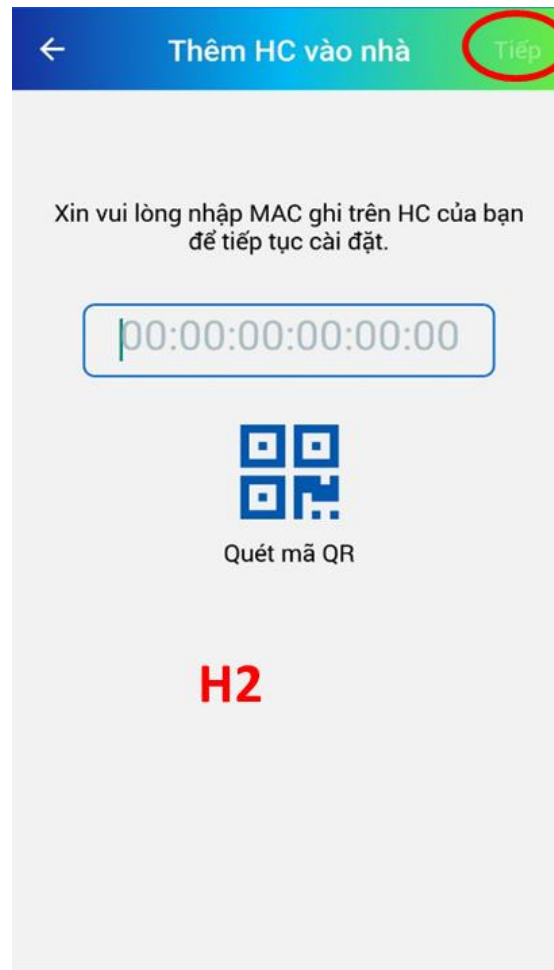 Thêm HC vào nhà Tiếp
Xin vui lòng nhập MAC ghi trên HC của bạn
để tiếp tục cài đặt.
00:00:00:00:00:00
Quét mã QR
H2